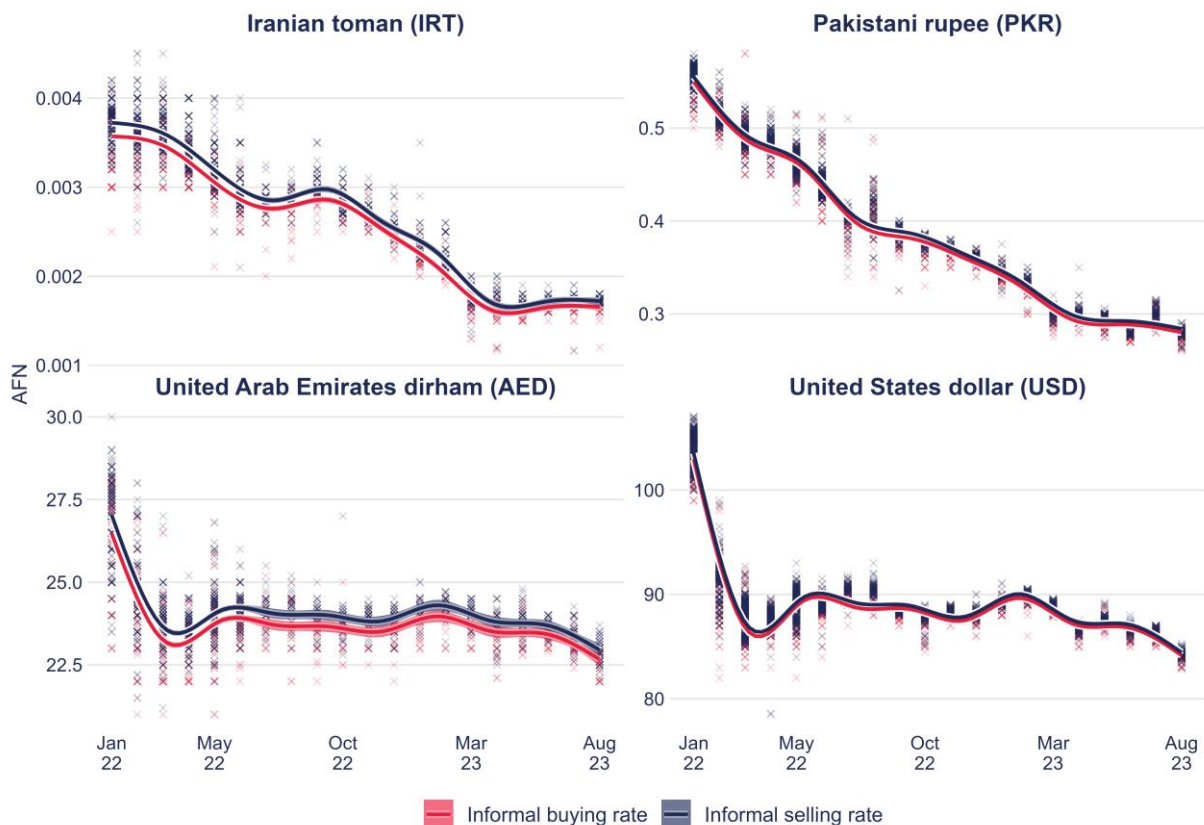 Iranian toman (IRT)
Pakistani rupee (PKR)
0.004
0.003
0.002
0.001
0.5
0.4
0.3
AFN
United Arab Emirates dirham (AED)
United States dollar (USD)
30.0
27.5
25.0
22.5
100
90
80
Jan
22
May
22
Oct
22
Mar
23
Aug
23
Jan
22
May
22
Oct
22
Mar
23
Aug
23
Informal buying rate
Informal selling rate